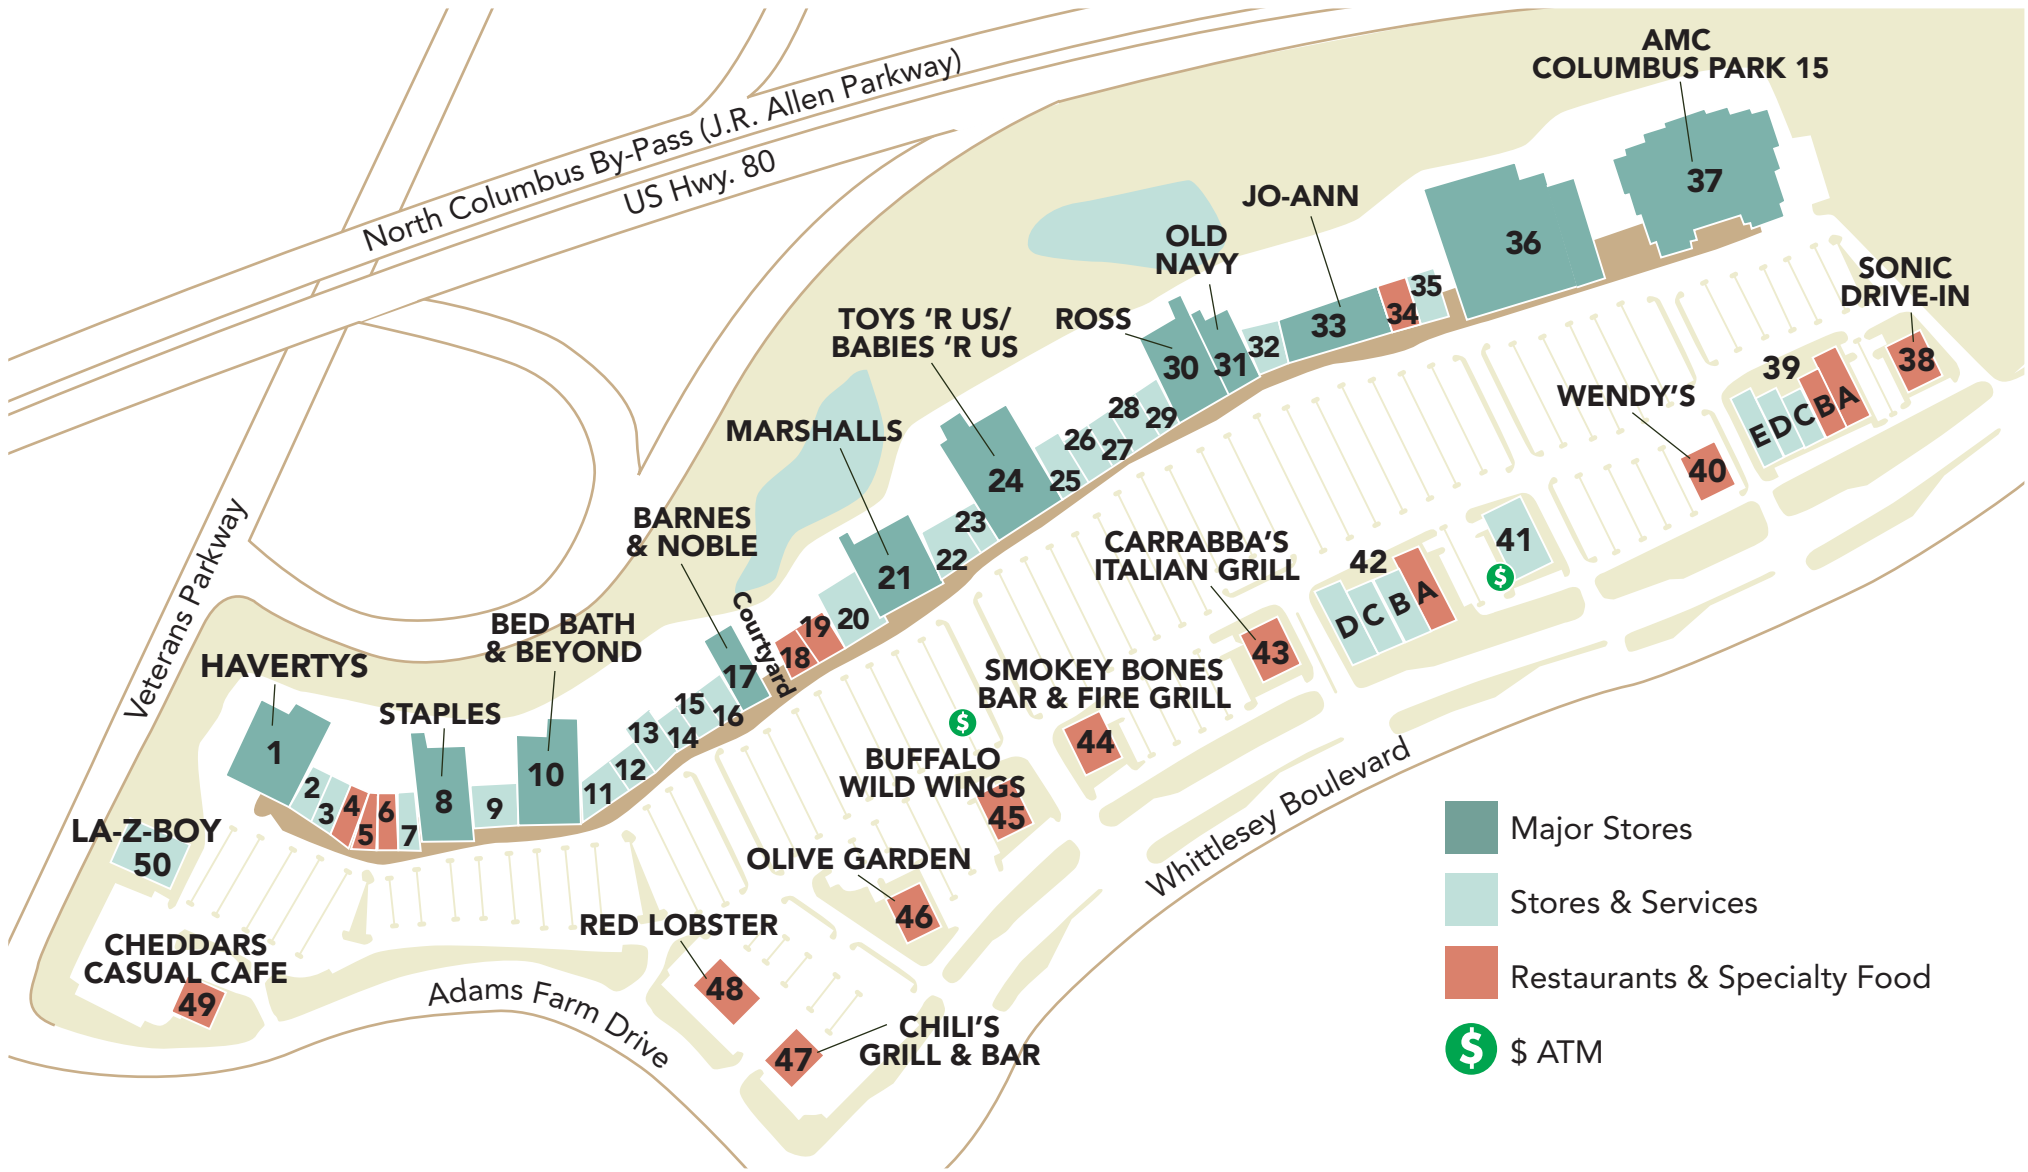 AMC
COLUMBUS PARK 15
North Columbus By-Pass (J.R. Allen Parkway)
US Hwy. 80
37
JO-ANN
OLD
NAVY
36
SONIC
DRIVE-IN
35
34
33
32
31
30
ROSS
TOYS ‘R US/
BABIES ‘R US
38
39
E
D
C
B
A
WENDY’S
40
MARSHALLS
29
28
27
26
25
24
23
22
21
BARNES
& NOBLE
Veterans Parkway
CARRABBA’S
ITALIAN GRILL
42
D
C
B
A
41
$
Courtyard
20
19
18
17
BED BATH
& BEYOND
HAVERTYS
STAPLES
43
SMOKEY BONES
BAR & FIRE GRILL
$
16
15
14
13
12
11
10
9
8
7
6
5
4
3
2
1
44
BUFFALO
WILD WINGS
45
Whittlesey Boulevard
LA-Z-BOY
50
OLIVE GARDEN
46
RED LOBSTER
48
CHEDDARS
CASUAL CAFE
49
Adams Farm Drive
CHILI’S
GRILL & BAR
47
Major Stores
Stores & Services
Restaurants & Specialty Food
$ $ ATM